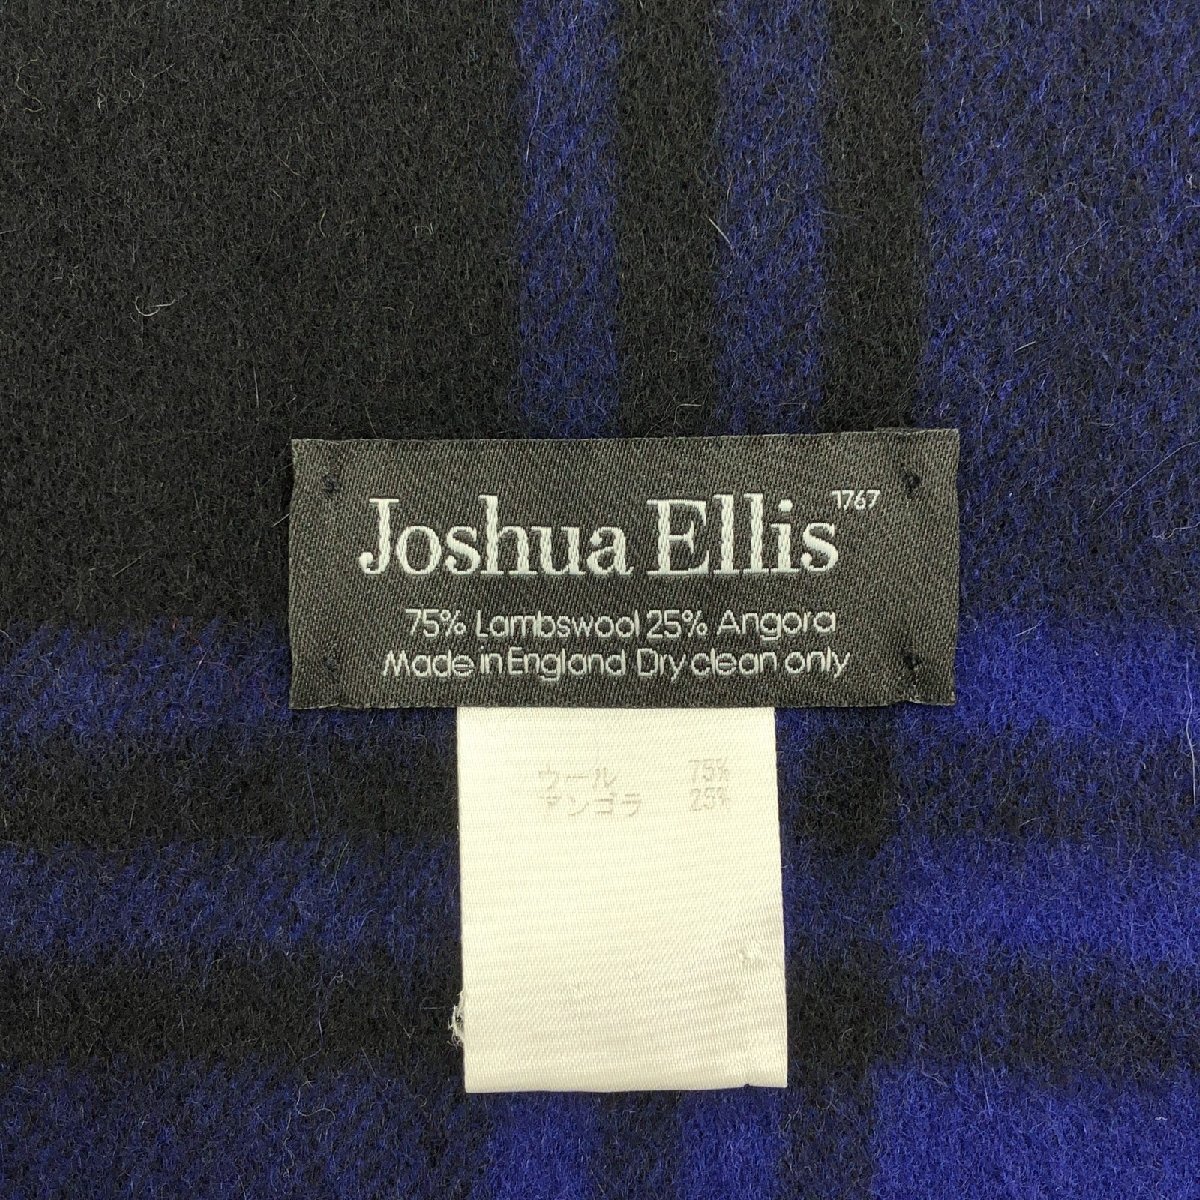 Joshua Ellis 1767
75% Lambswool 25% Angora
Made in England Dry clean only
ウール 75%
アンゴラ 25%